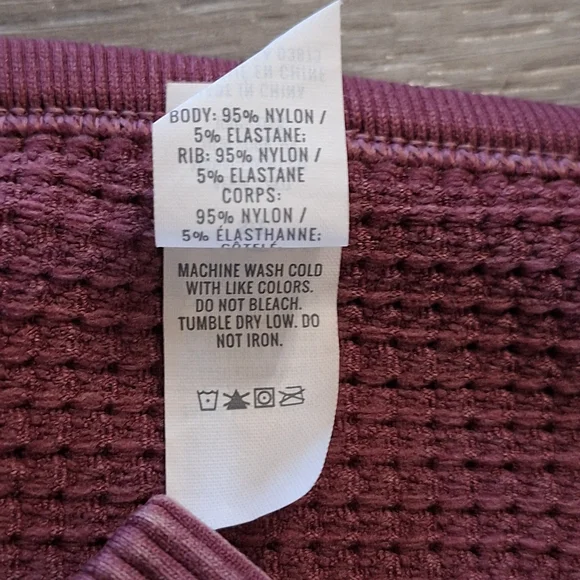 BODY: 95% NYLON /
5% ELASTANE;
RIB: 95% NYLON /
5% ELASTANE
CORPS:
95% NYLON /
5% ÉLASTHANNE;
CÔTELÉ
MACHINE WASH COLD
WITH LIKE COLORS.
DO NOT BLEACH.
TUMBLE DRY LOW. DO
NOT IRON.